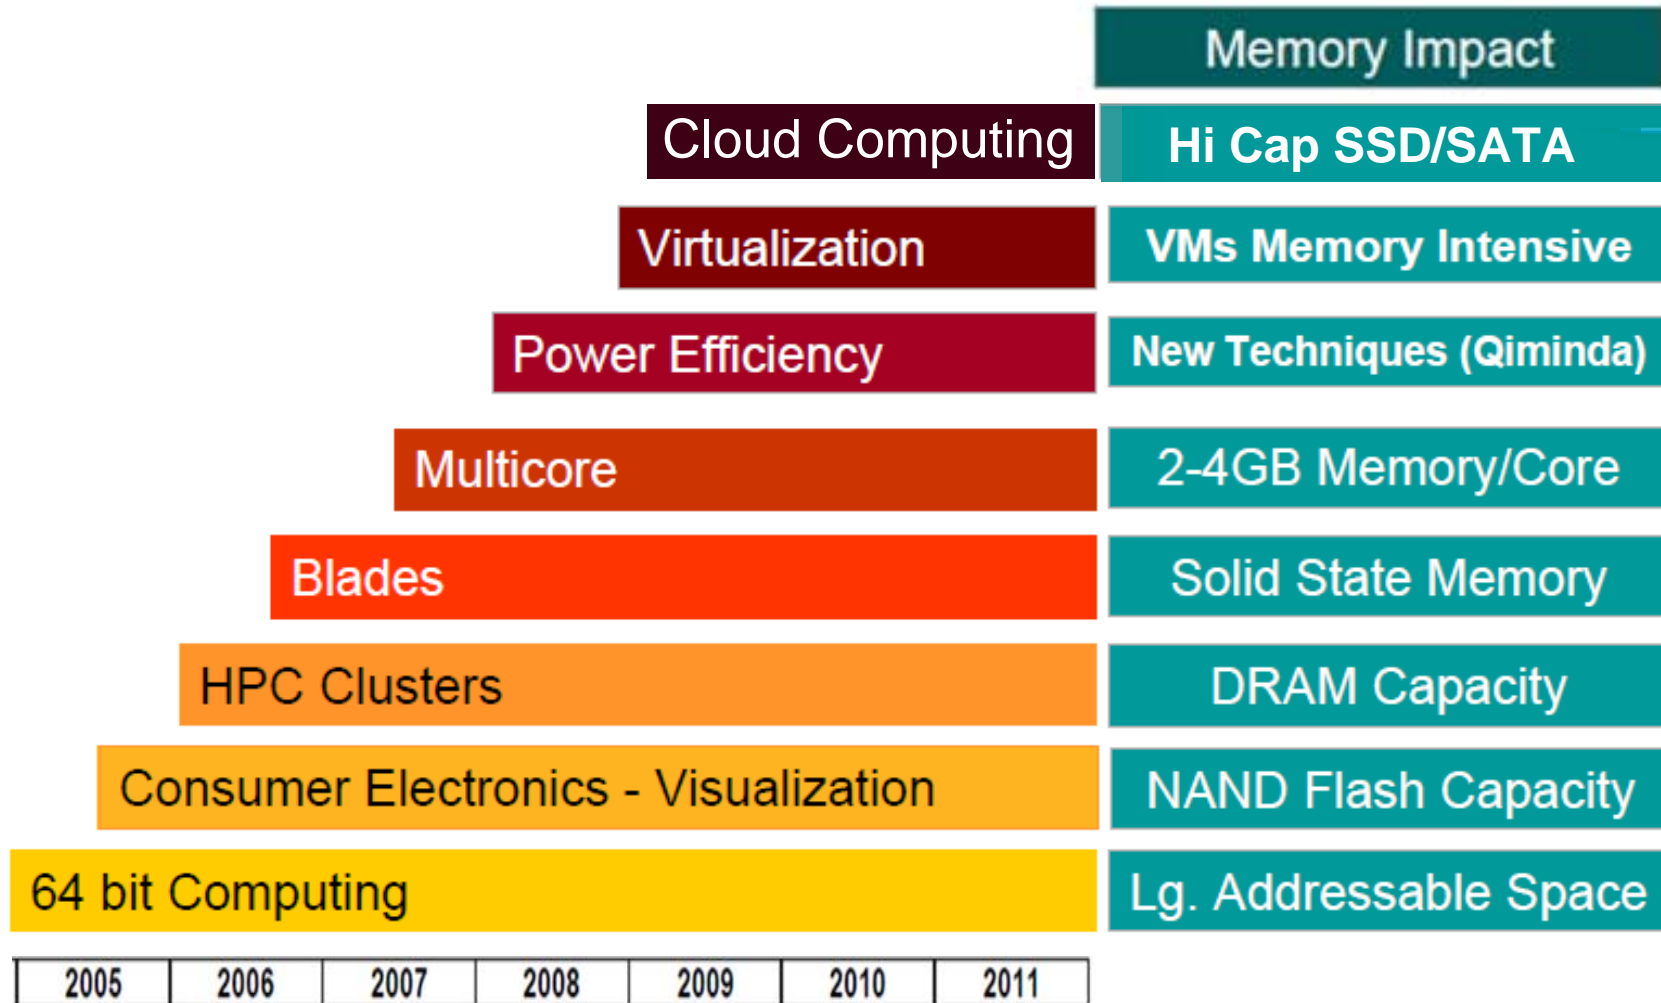 Memory Impact
Cloud Computing Hi Cap SSD/SATA
Virtualization VMs Memory Intensive
Power Efficiency New Techniques (Qiminda)
Multicore 2-4GB Memory/Core
Blades Solid State Memory
HPC Clusters DRAM Capacity
Consumer Electronics - Visualization NAND Flash Capacity
64 bit Computing Lg. Addressable Space
2005 2006 2007 2008 2009 2010 2011